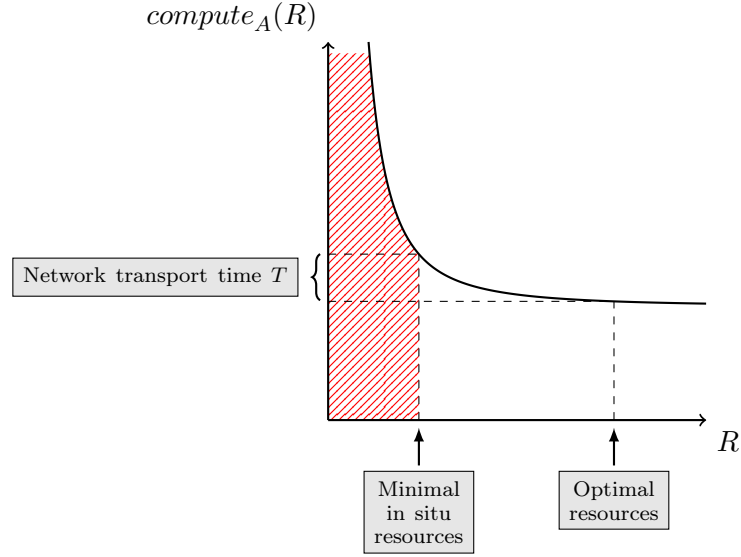 compute_A(R)
Network transport time T
R
Minimal
in situ
resources
Optimal
resources